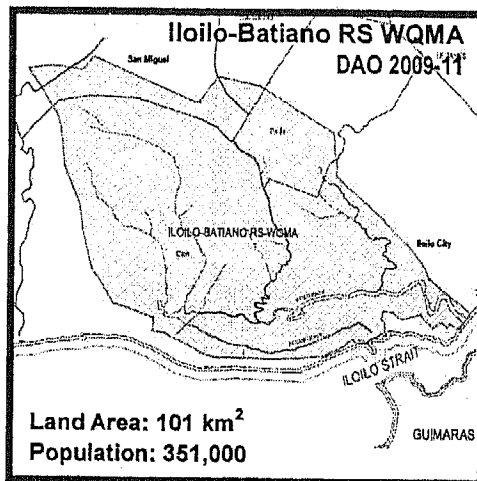 Iloilo-Batiano RS WQMA
DAO 2009-11
San Miguel
ILOILO-BATIANO RS-WQMA
Iloilo City
ILOILO STRAIT
GUIMARAS
Land Area: 101 km²
Population: 351,000